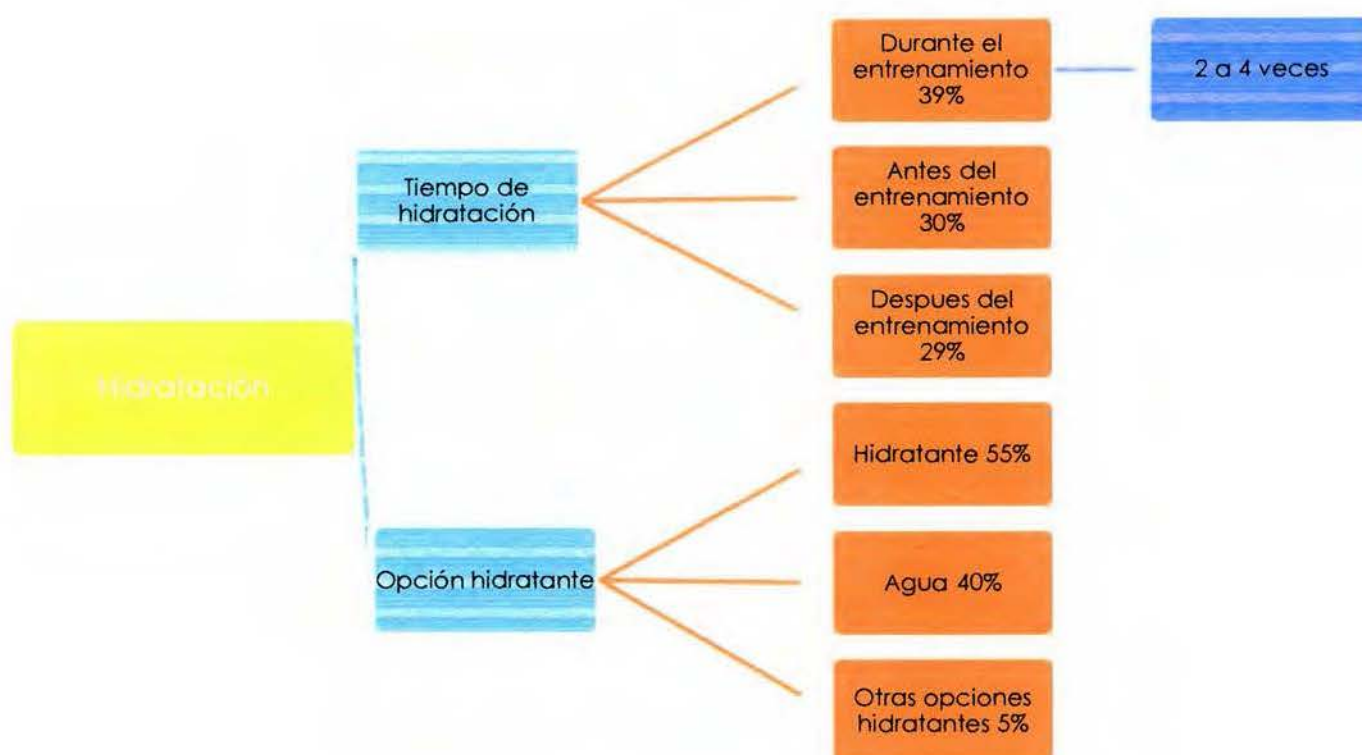 Durante el
entrenamiento
39%
2 a 4 veces
Tiempo de
hidratación
Antes del
entrenamiento
30%
Despues del
entrenamiento
29%
Hidratación
Hidratante 55%
Opción hidratante
Agua 40%
Otras opciones
hidratantes 5%